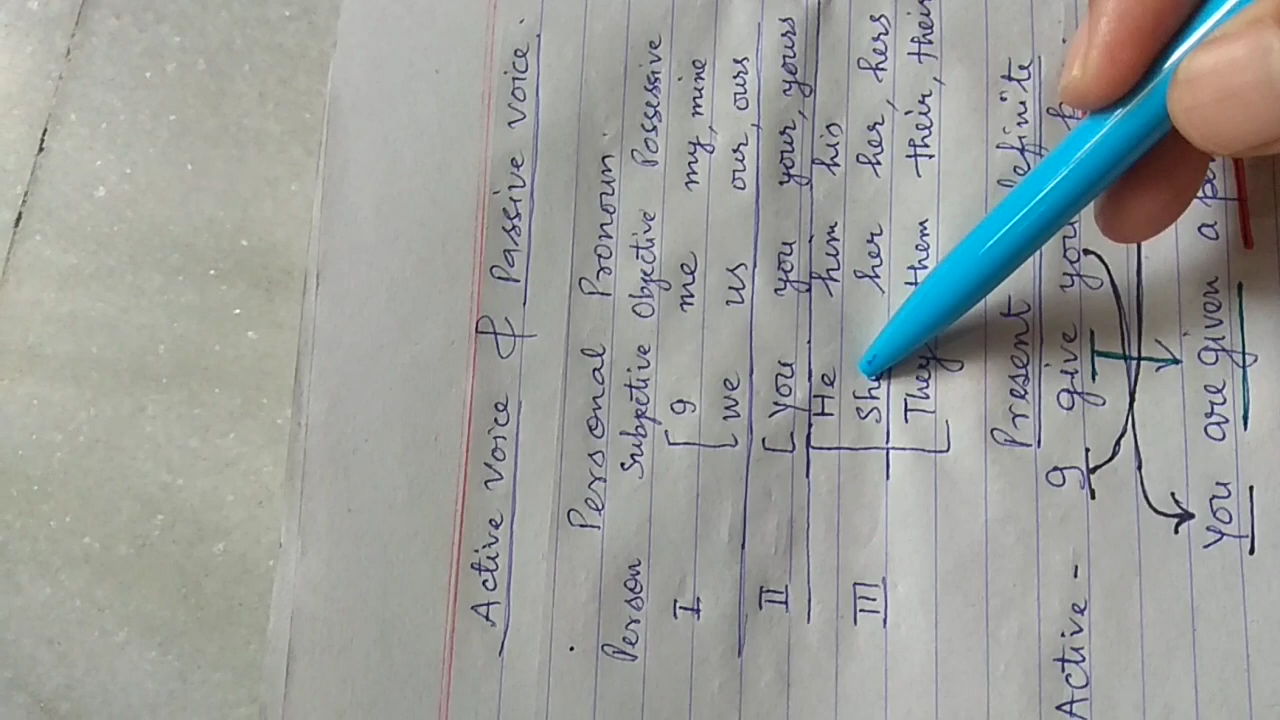 Active voice & Passive voice.
Personal Pronoun.
Person Subjective Objective Possessive
I I me my, mine
we us our, ours
II You you your, yours
He him his
III She her her, hers
They them their, their
Present Definite
Active - I give you
You are given a